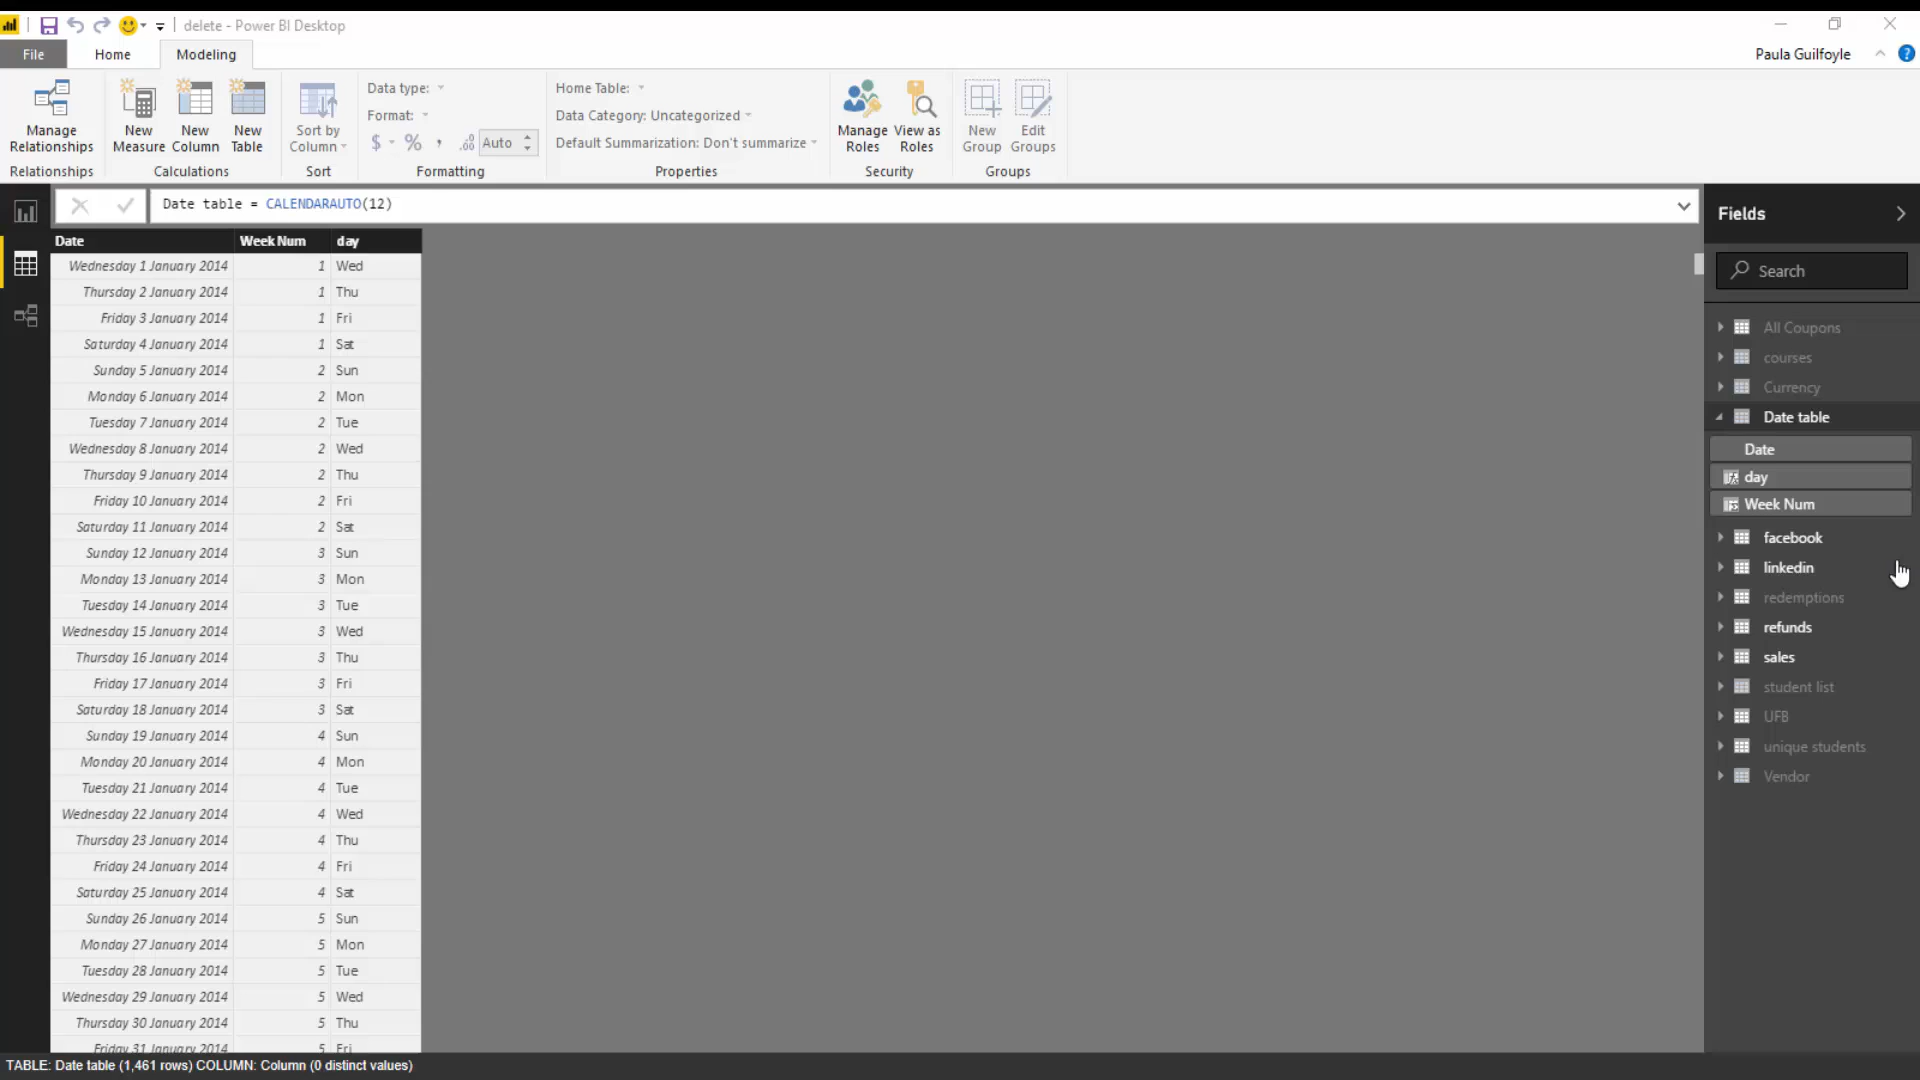 delete - Power BI Desktop
File Home Modeling Paula Guilfoyle ?
Manage Relationships
New Measure
New Column
New Table
Sort by Column
Data type:
Format:
$ % , .00 Auto
Home Table:
Data Category: Uncategorized
Default Summarization: Don't summarize
Manage Roles
View as Roles
New Group
Edit Groups
Relationships Calculations Sort Formatting Properties Security Groups
Date table = CALENDARAUTO(12)
Date Week Num day
Wednesday 1 January 2014 1 Wed
Thursday 2 January 2014 1 Thu
Friday 3 January 2014 1 Fri
Saturday 4 January 2014 1 Sat
Sunday 5 January 2014 2 Sun
Monday 6 January 2014 2 Mon
Tuesday 7 January 2014 2 Tue
Wednesday 8 January 2014 2 Wed
Thursday 9 January 2014 2 Thu
Friday 10 January 2014 2 Fri
Saturday 11 January 2014 2 Sat
Sunday 12 January 2014 3 Sun
Monday 13 January 2014 3 Mon
Tuesday 14 January 2014 3 Tue
Wednesday 15 January 2014 3 Wed
Thursday 16 January 2014 3 Thu
Friday 17 January 2014 3 Fri
Saturday 18 January 2014 3 Sat
Sunday 19 January 2014 4 Sun
Monday 20 January 2014 4 Mon
Tuesday 21 January 2014 4 Tue
Wednesday 22 January 2014 4 Wed
Thursday 23 January 2014 4 Thu
Friday 24 January 2014 4 Fri
Saturday 25 January 2014 4 Sat
Sunday 26 January 2014 5 Sun
Monday 27 January 2014 5 Mon
Tuesday 28 January 2014 5 Tue
Wednesday 29 January 2014 5 Wed
Thursday 30 January 2014 5 Thu
Friday 31 January 2014 5 Fri
Fields
Search
All Coupons
courses
Currency
Date table
Date
day
Week Num
facebook
linkedin
redemptions
refunds
sales
student list
UFB
unique students
Vendor
TABLE: Date table (1,461 rows) COLUMN: Column (0 distinct values)